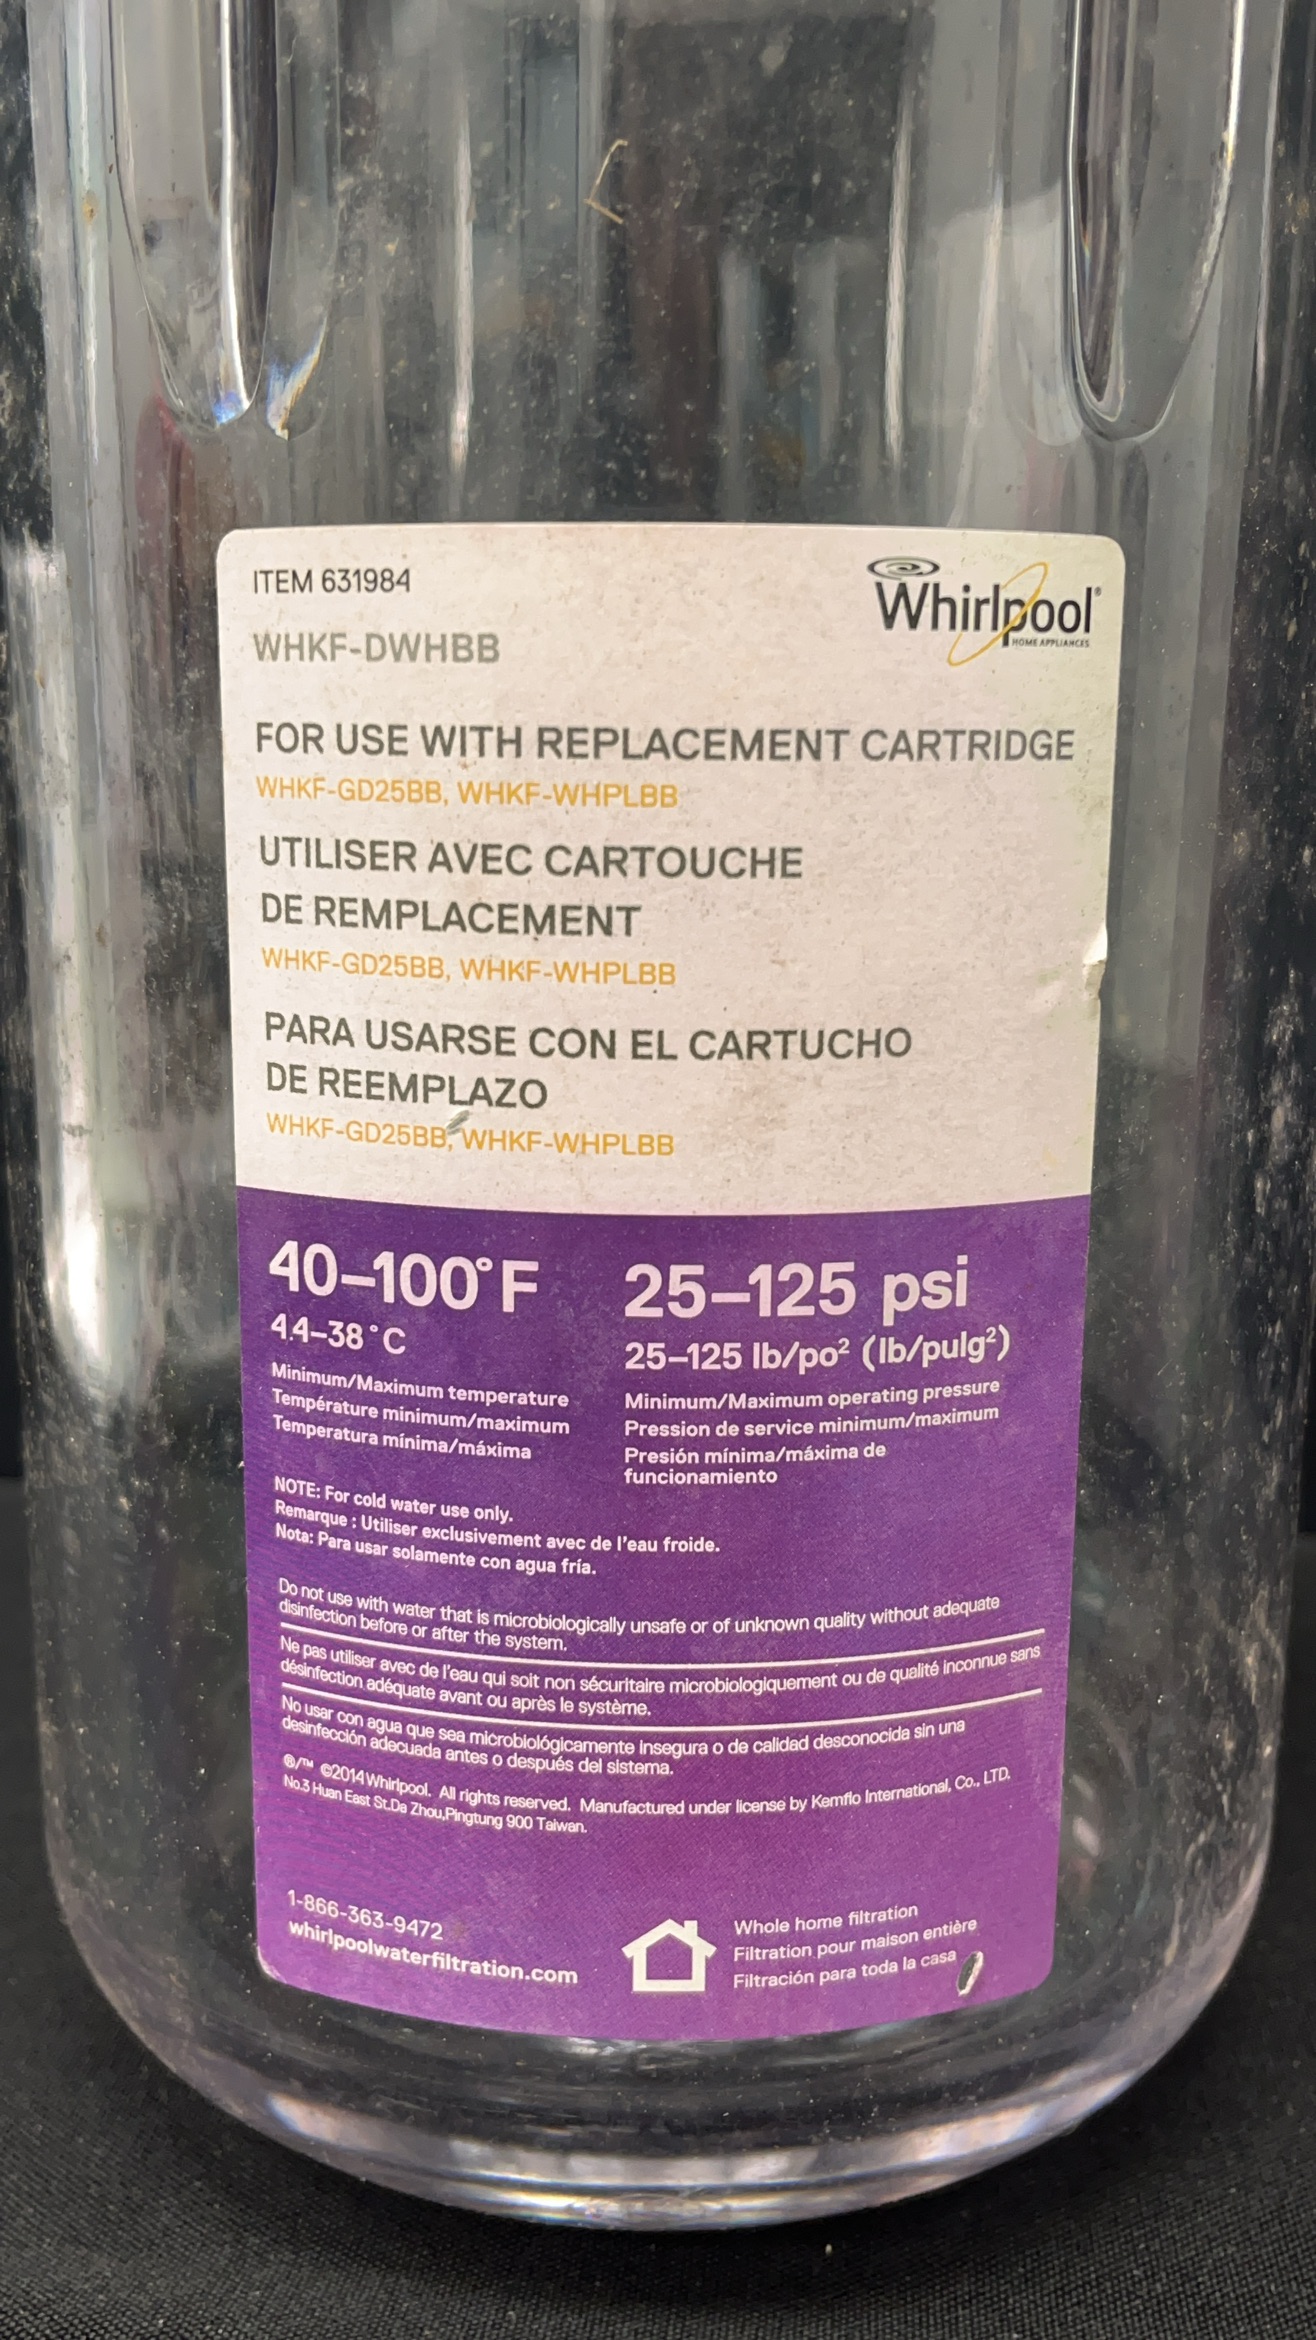 ITEM 631984
Whirlpool®
HOME APPLIANCES
WHKF-DWHBB
FOR USE WITH REPLACEMENT CARTRIDGE
WHKF-GD25BB, WHKF-WHPLBB
UTILISER AVEC CARTOUCHE
DE REMPLACEMENT
WHKF-GD25BB, WHKF-WHPLBB
PARA USARSE CON EL CARTUCHO
DE REEMPLAZO
WHKF-GD25BB, WHKF-WHPLBB
40–100°F
4.4–38°C
Minimum/Maximum temperature
Température minimum/maximum
Temperatura mínima/máxima
25–125 psi
25–125 lb/po² (lb/pulg²)
Minimum/Maximum operating pressure
Pression de service minimum/maximum
Presión mínima/máxima de
funcionamiento
NOTE: For cold water use only.
Remarque : Utiliser exclusivement avec de l'eau froide.
Nota: Para usar solamente con agua fría.
Do not use with water that is microbiologically unsafe or of unknown quality without adequate
disinfection before or after the system.
Ne pas utiliser avec de l'eau qui soit non sécuritaire microbiologiquement ou de qualité inconnue sans
désinfection adéquate avant ou après le système.
No usar con agua que sea microbiológicamente insegura o de calidad desconocida sin una
desinfección adecuada antes o después del sistema.
®/™ ©2014 Whirlpool. All rights reserved. Manufactured under license by Kemflo International, Co., LTD.
No.3 Huan East St.Da Zhou,Pingtung 900 Taiwan.
1-866-363-9472
whirlpoolwaterfiltration.com
Whole home filtration
Filtration pour maison entière
Filtración para toda la casa